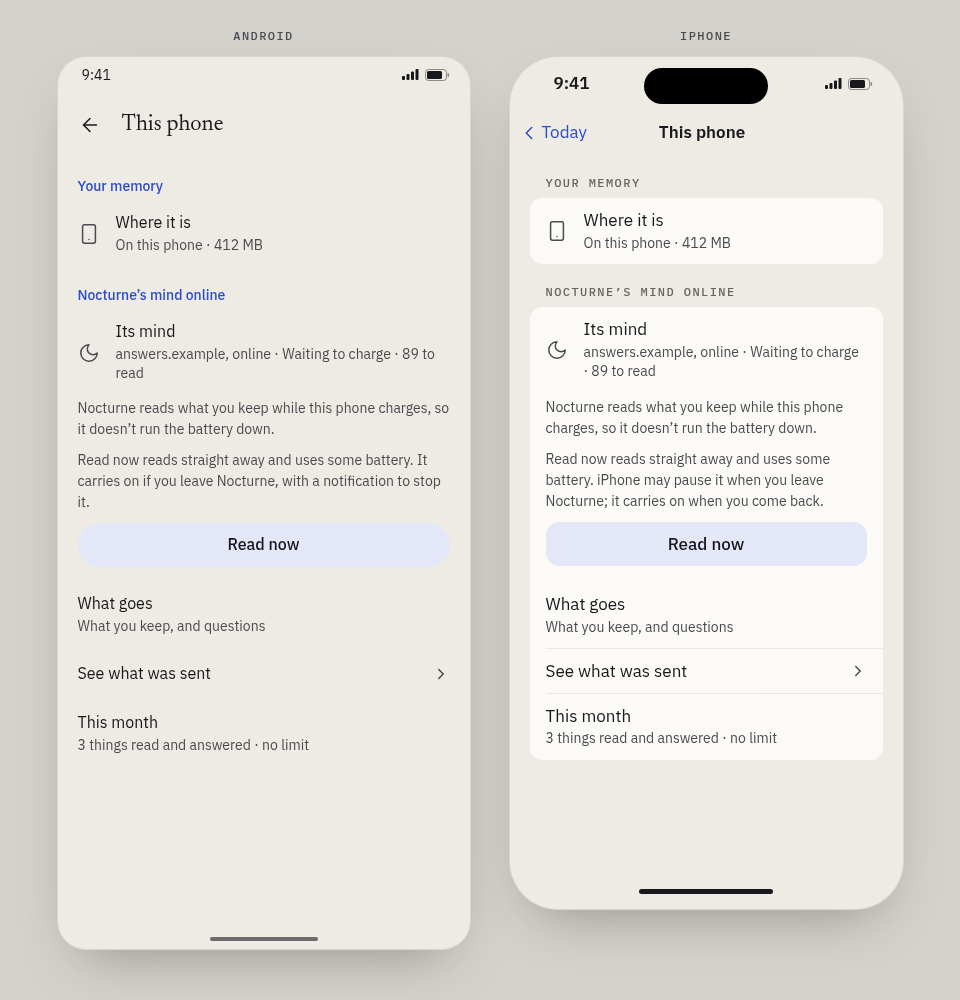 ANDROID
9:41
This phone
Your memory
Where it is
On this phone · 412 MB
Nocturne’s mind online
Its mind
answers.example, online · Waiting to charge · 89 to
read
Nocturne reads what you keep while this phone charges, so
it doesn’t run the battery down.
Read now reads straight away and uses some battery. It
carries on if you leave Nocturne, with a notification to stop
it.
Read now
What goes
What you keep, and questions
See what was sent
This month
3 things read and answered · no limit
IPHONE
9:41
Today
This phone
YOUR MEMORY
Where it is
On this phone · 412 MB
NOCTURNE’S MIND ONLINE
Its mind
answers.example, online · Waiting to charge
· 89 to read
Nocturne reads what you keep while this phone
charges, so it doesn’t run the battery down.
Read now reads straight away and uses some
battery. iPhone may pause it when you leave
Nocturne; it carries on when you come back.
Read now
What goes
What you keep, and questions
See what was sent
This month
3 things read and answered · no limit